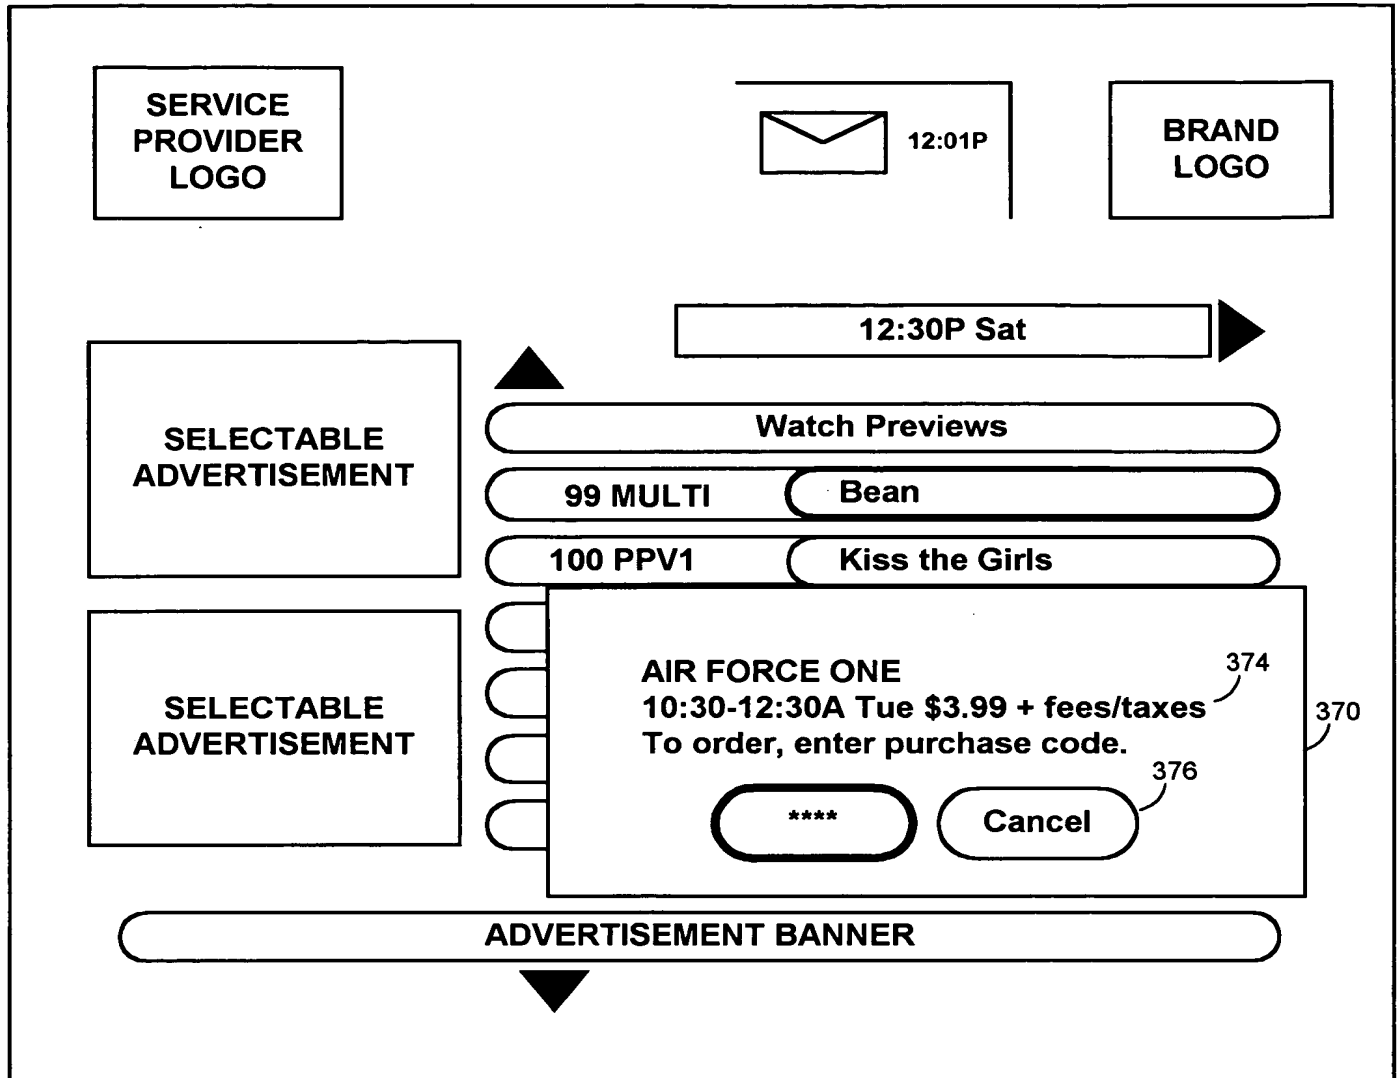 SERVICE
PROVIDER
LOGO
12:01P
BRAND
LOGO
12:30P Sat
SELECTABLE
ADVERTISEMENT
Watch Previews
99 MULTI Bean
100 PPV1 Kiss the Girls
SELECTABLE
ADVERTISEMENT
AIR FORCE ONE
374
10:30-12:30A Tue $3.99 + fees/taxes
370
To order, enter purchase code.
376
**** Cancel
ADVERTISEMENT BANNER